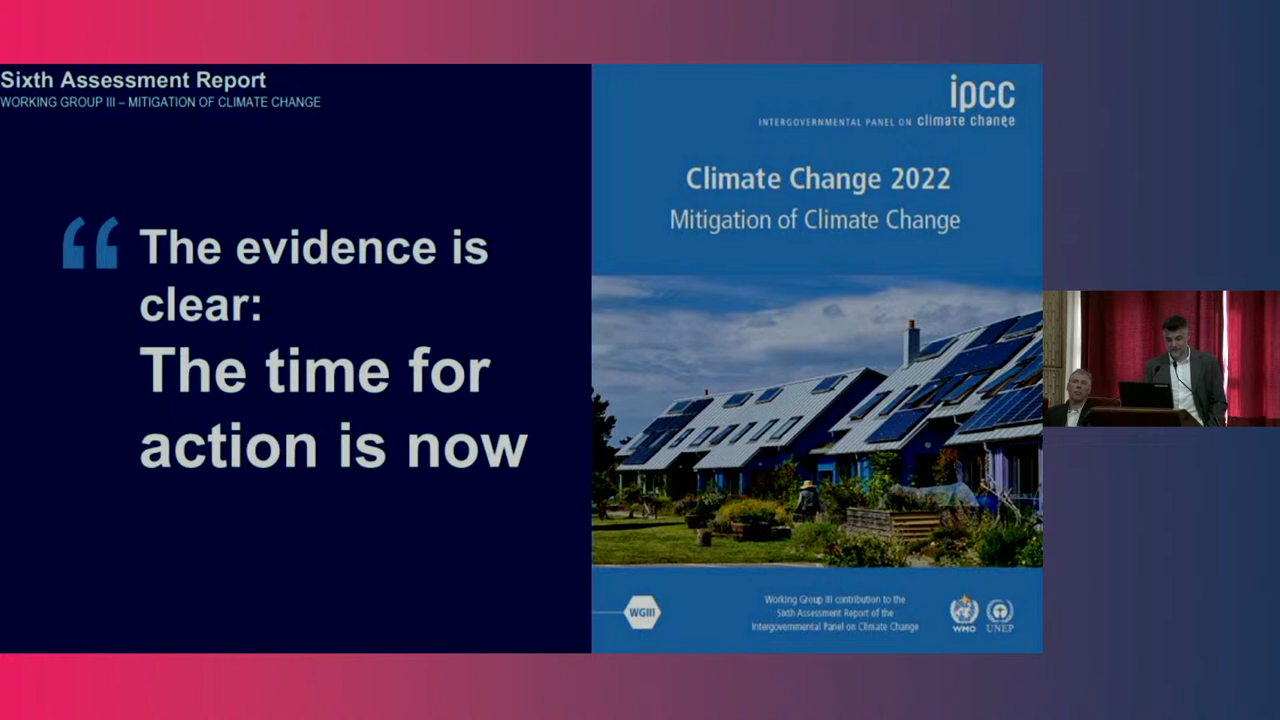 Sixth Assessment Report
WORKING GROUP III – MITIGATION OF CLIMATE CHANGE
“ The evidence is
clear:
The time for
action is now
ipcc
INTERGOVERNMENTAL PANEL ON climate change
Climate Change 2022
Mitigation of Climate Change
WGIII
Working Group III contribution to the
Sixth Assessment Report of the
Intergovernmental Panel on Climate Change
WMO
UNEP